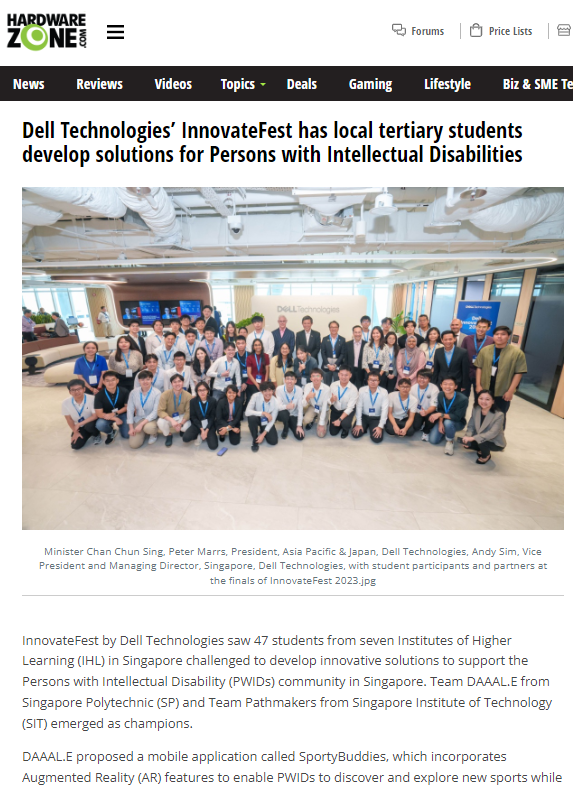 HARDWARE
ZONE
.COM
Forums
Price Lists
News
Reviews
Videos
Topics
Deals
Gaming
Lifestyle
Biz & SME Te
Dell Technologies’ InnovateFest has local tertiary students
develop solutions for Persons with Intellectual Disabilities
DELLTechnologies
Minister Chan Chun Sing, Peter Marrs, President, Asia Pacific & Japan, Dell Technologies, Andy Sim, Vice
President and Managing Director, Singapore, Dell Technologies, with student participants and partners at
the finals of InnovateFest 2023.jpg
InnovateFest by Dell Technologies saw 47 students from seven Institutes of Higher
Learning (IHL) in Singapore challenged to develop innovative solutions to support the
Persons with Intellectual Disability (PWIDs) community in Singapore. Team DAAAL.E from
Singapore Polytechnic (SP) and Team Pathmakers from Singapore Institute of Technology
(SIT) emerged as champions.
DAAAL.E proposed a mobile application called SportyBuddies, which incorporates
Augmented Reality (AR) features to enable PWIDs to discover and explore new sports while